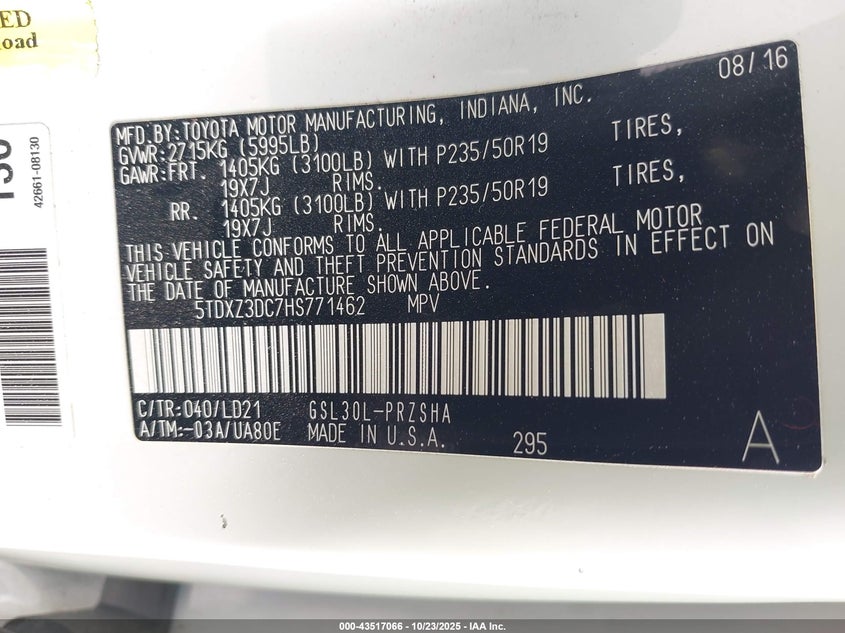 ED
oad
42661-08130
08/16
MFD. BY: TOYOTA MOTOR MANUFACTURING, INDIANA, INC.
GVWR: 2715KG (5995LB)
GAWR: FRT. 1405KG (3100LB) WITH P235/50R19 TIRES,
19X7J RIMS.
RR. 1405KG (3100LB) WITH P235/50R19 TIRES,
19X7J RIMS.
THIS VEHICLE CONFORMS TO ALL APPLICABLE FEDERAL MOTOR
VEHICLE SAFETY AND THEFT PREVENTION STANDARDS IN EFFECT ON
THE DATE OF MANUFACTURE SHOWN ABOVE.
5TDXZ3DC7HS771462 MPV
C/TR: 040/LD21 GSL30L-PRZSHA
A/TM: -03A/UA80E MADE IN U.S.A. 295 A
000-43517066 - 10/23/2025 - IAA Inc.